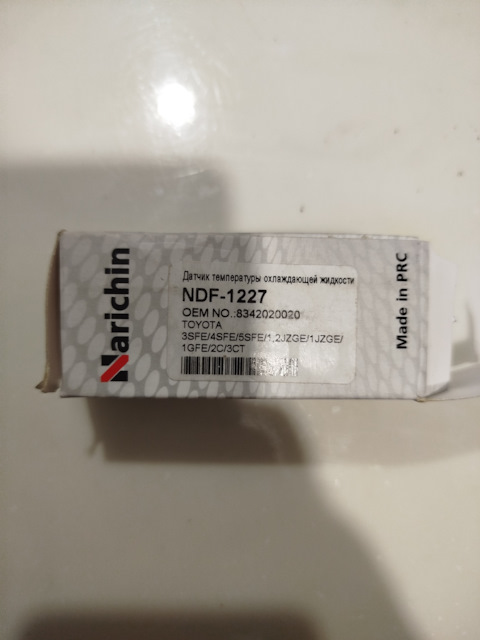 Narichin
Датчик температуры охлаждающей жидкости
NDF-1227
OEM NO.:8342020020
TOYOTA
3SFE/4SFE/5SFE/1,2JZGE/1JZGE/
1GFE/2C/3CT
Made in PRC